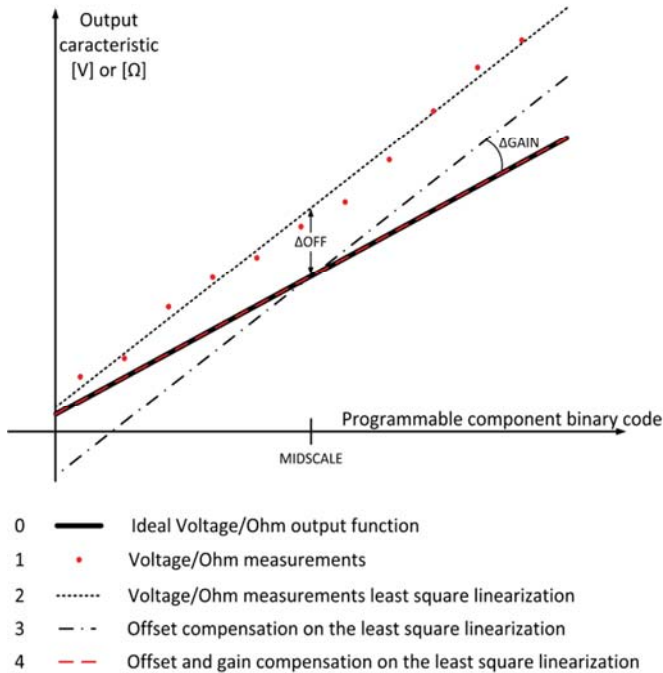 Output
caracteristic
[V] or [Ω]
ΔGAIN
ΔOFF
Programmable component binary code
MIDSCALE
0 Ideal Voltage/Ohm output function
1 Voltage/Ohm measurements
2 Voltage/Ohm measurements least square linearization
3 Offset compensation on the least square linearization
4 Offset and gain compensation on the least square linearization